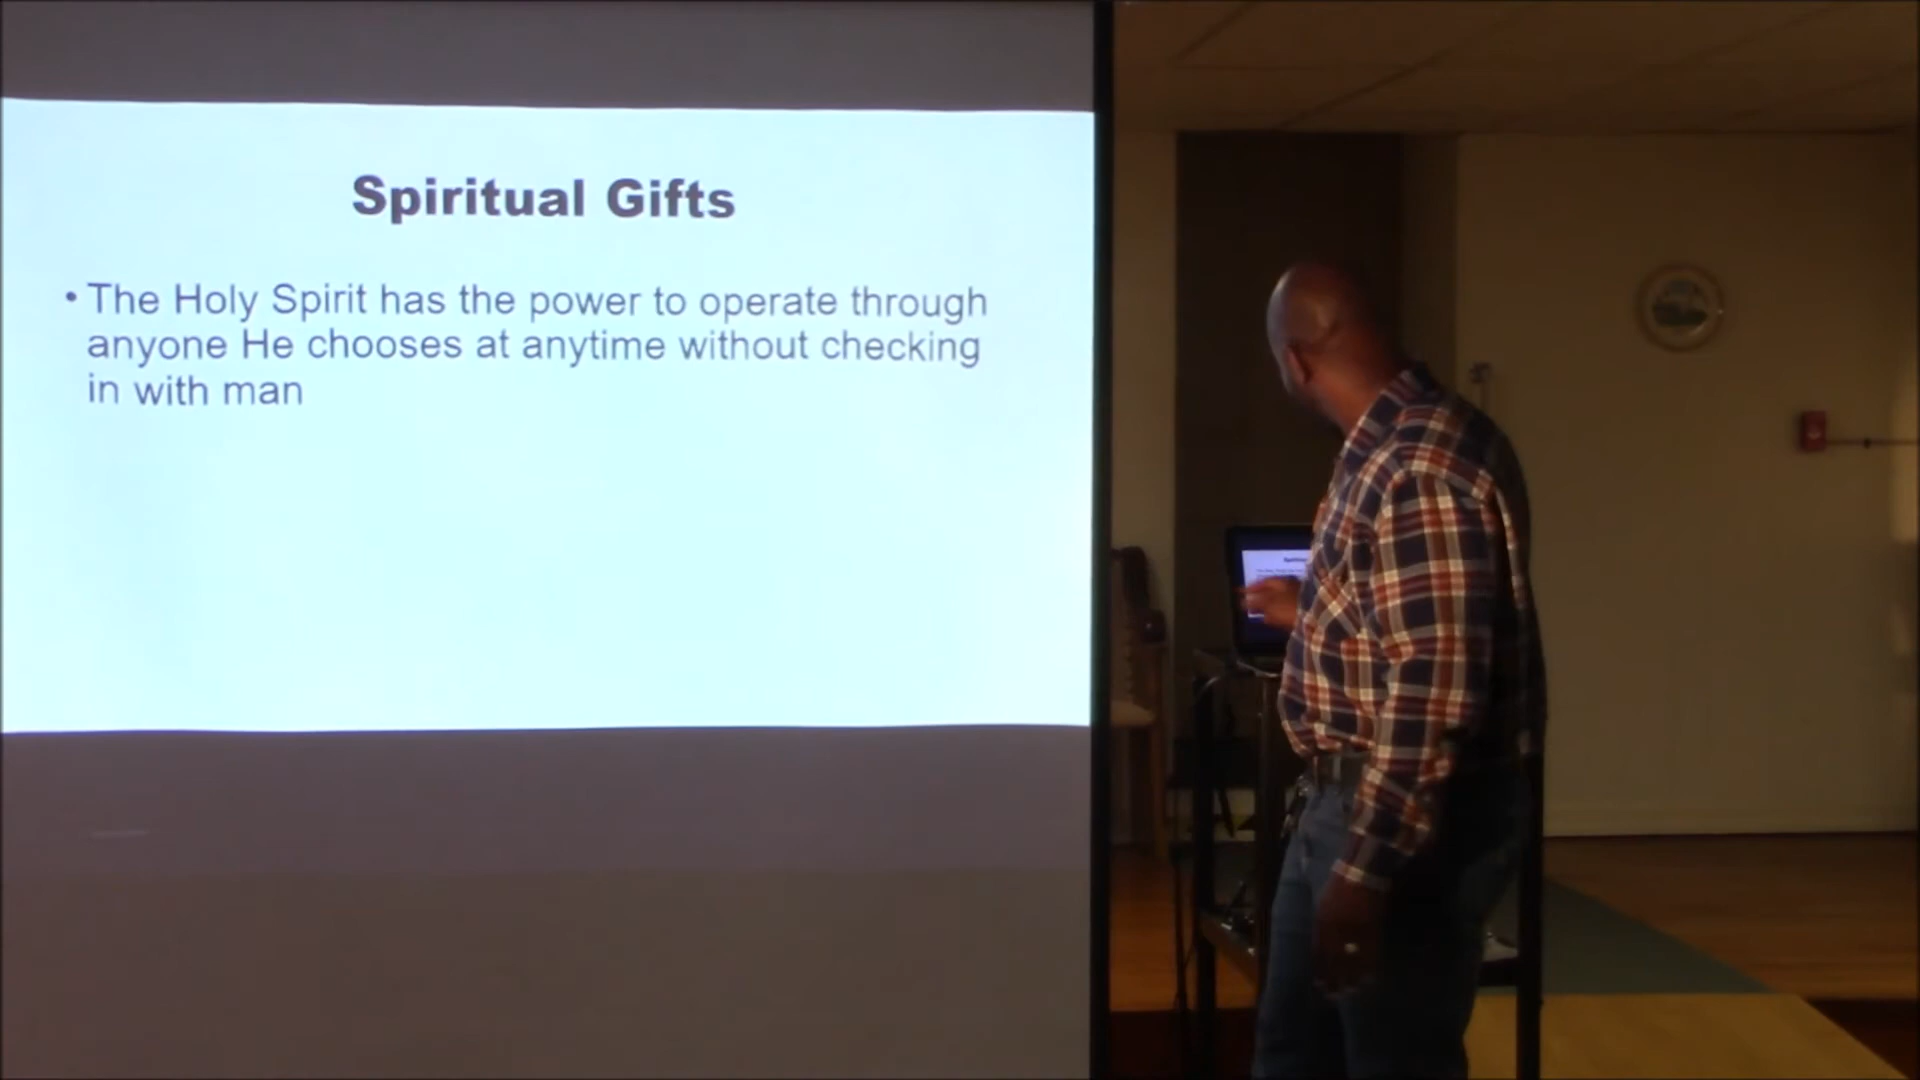 Spiritual Gifts
• The Holy Spirit has the power to operate through
anyone He chooses at anytime without checking
in with man